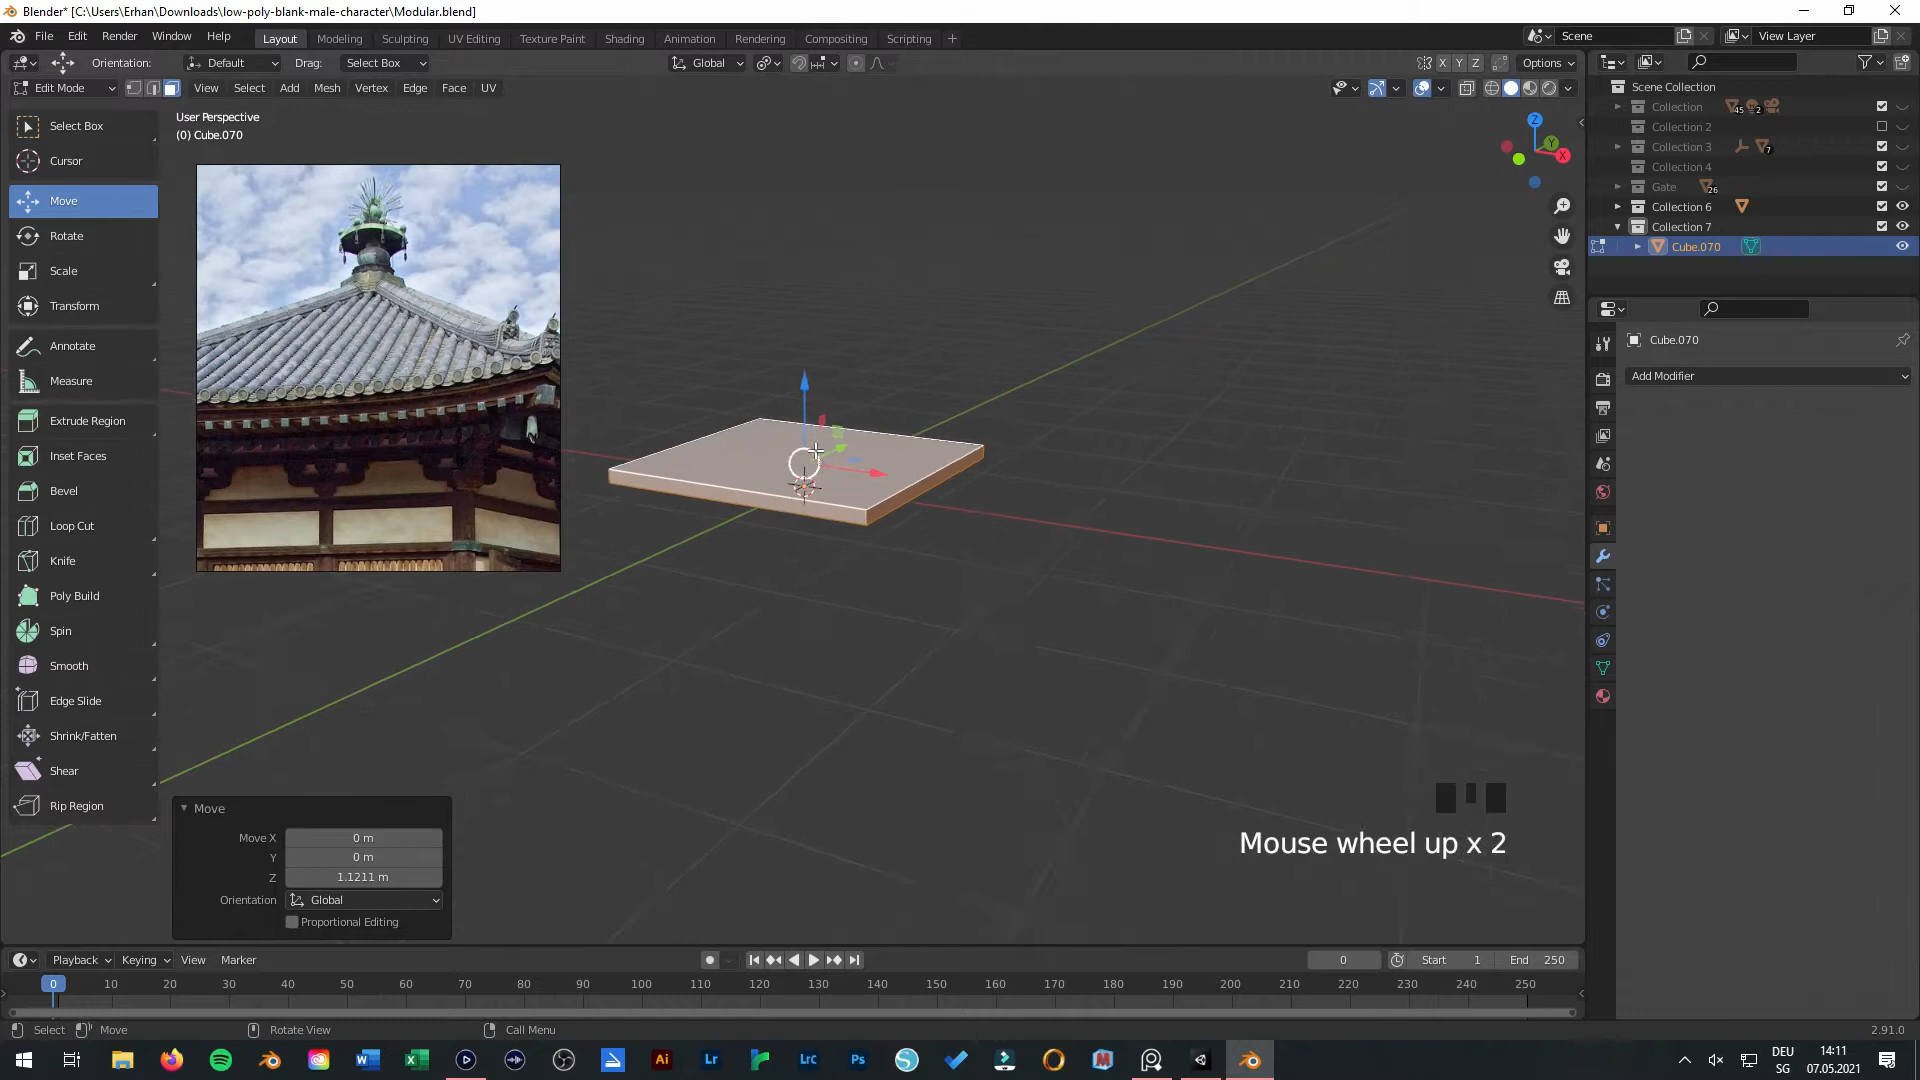 Blender* [C:\Users\Erhan\Downloads\low-poly-blank-male-character\Modular.blend]
File Edit Render Window Help Layout Modeling Sculpting UV Editing Texture Paint Shading Animation Rendering Compositing Scripting + Scene View Layer
Orientation: Default Drag: Select Box Global X Y Z Options
Edit Mode View Select Add Mesh Vertex Edge Face UV
Scene Collection
Collection 45 2
Collection 2
Collection 3 7
Collection 4
Gate 26
Collection 6
Collection 7
Cube.070
Cube.070
Add Modifier
User Perspective
(0) Cube.070
Z
Y
X
Select Box
Cursor
Move
Rotate
Scale
Transform
Annotate
Measure
Extrude Region
Inset Faces
Bevel
Loop Cut
Knife
Poly Build
Spin
Smooth
Edge Slide
Shrink/Fatten
Shear
Rip Region
Move
Move X 0 m
Y 0 m
Z 1.1211 m
Orientation Global
Proportional Editing
Mouse wheel up x 2
Playback Keying View Marker 0 Start 1 End 250
0 10 20 30 40 50 60 70 80 90 100 110 120 130 140 150 160 170 180 190 200 210 220 230 240 250
Select Move Rotate View Call Menu 2.91.0
W X Ai Lr Lrc Ps S M
DEU 14:11
SG 07.05.2021